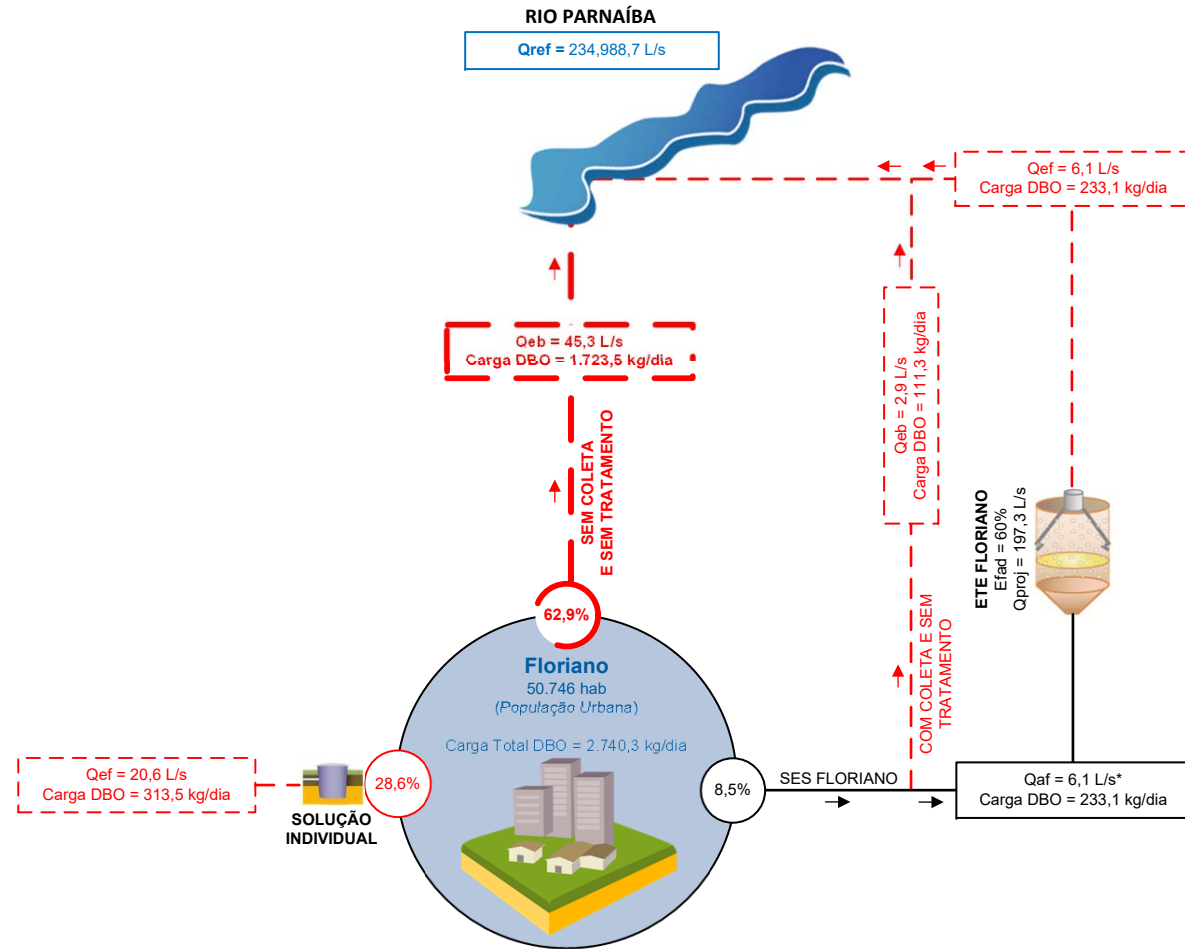 RIO PARNAÍBA
Qref = 234,988,7 L/s
Qef = 6,1 L/s
Carga DBO = 233,1 kg/dia
Qeb = 45,3 L/s
Carga DBO = 1.723,5 kg/dia
Qeb = 2,9 L/s
Carga DBO = 111,3 kg/dia
SEM COLETA
E SEM TRATAMENTO
ETE FLORIANO
Efad = 60%
Qproj = 197,3 L/s
62,9%
Floriano
50.746 hab
(População Urbana)
Carga Total DBO = 2.740,3 kg/dia
COM COLETA E SEM
TRATAMENTO
Qef = 20,6 L/s
Carga DBO = 313,5 kg/dia
SOLUÇÃO
INDIVIDUAL
28,6%
8,5%
SES FLORIANO
Qaf = 6,1 L/s*
Carga DBO = 233,1 kg/dia